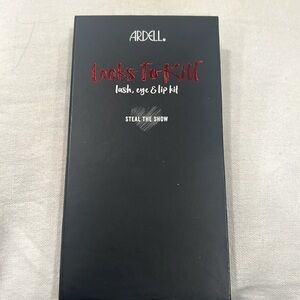 ARDELL®
Looks To Kill
lash, eye & lip kit
STEAL THE SHOW